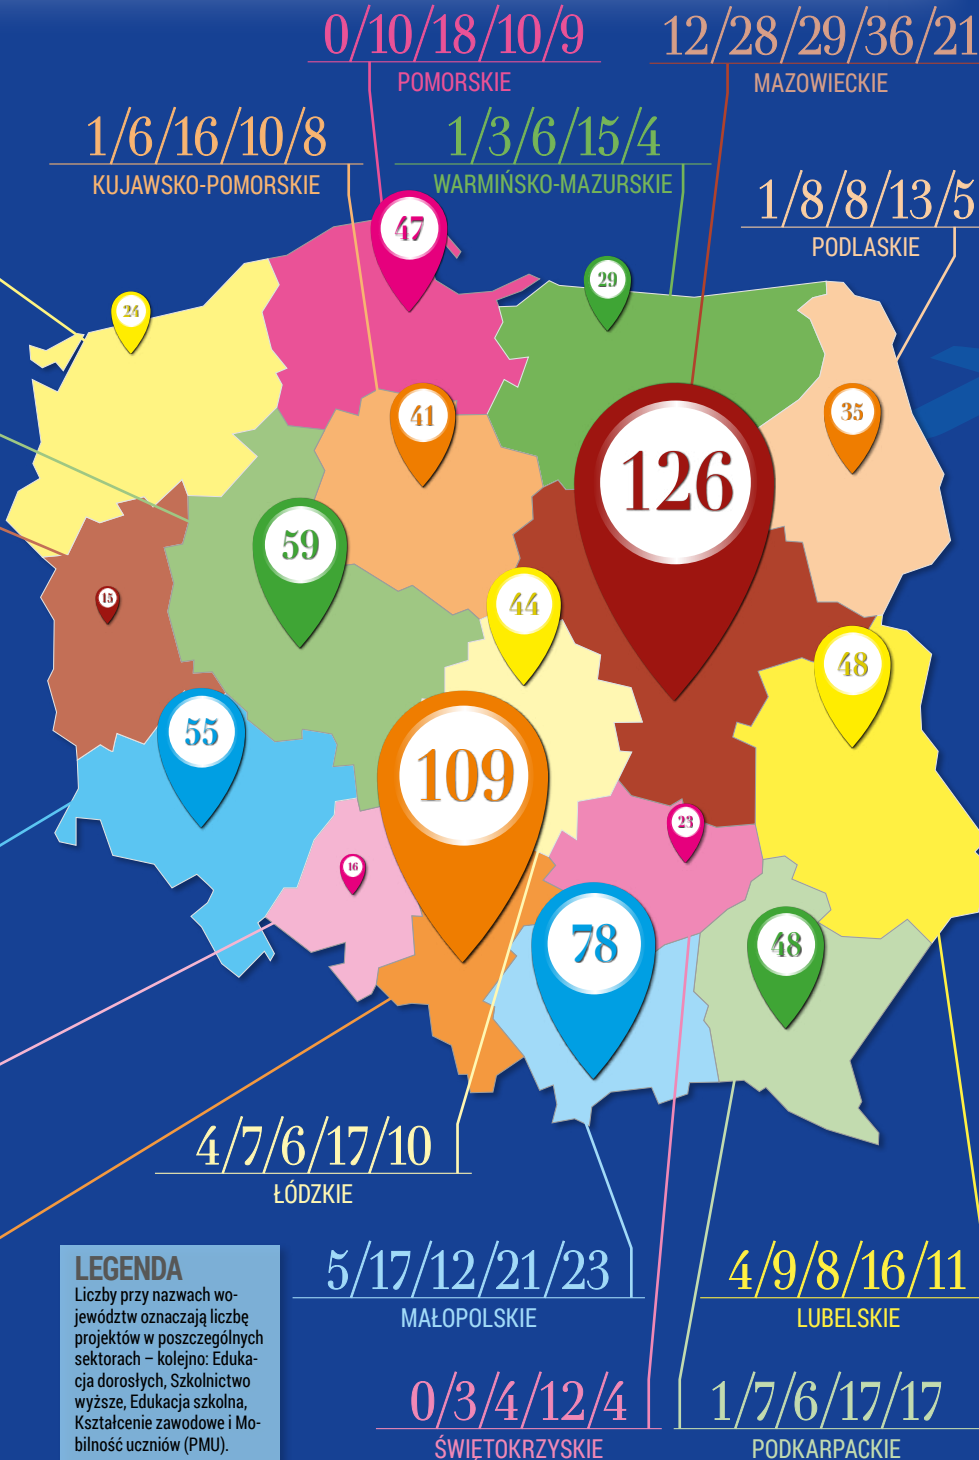 0/10/18/10/9
POMORSKIE
12/28/29/36/21
MAZOWIECKIE
1/6/16/10/8
KUJAWSKO-POMORSKIE
1/3/6/15/4
WARMIŃSKO-MAZURSKIE
1/8/8/13/5
PODLASKIE
47
29
24
35
41
126
59
44
15
48
55
109
23
16
78
48
4/7/6/17/10
ŁÓDZKIE
5/17/12/21/23
MAŁOPOLSKIE
4/9/8/16/11
LUBELSKIE
0/3/4/12/4
ŚWIĘTOKRZYSKIE
1/7/6/17/17
PODKARPACKIE
LEGENDA
Liczby przy nazwach wo-
jewództw oznaczają liczbę
projektów w poszczególnych
sektorach – kolejno: Eduka-
cja dorosłych, Szkolnictwo
wyższe, Edukacja szkolna,
Kształcenie zawodowe i Mo-
bilność uczniów (PMU).